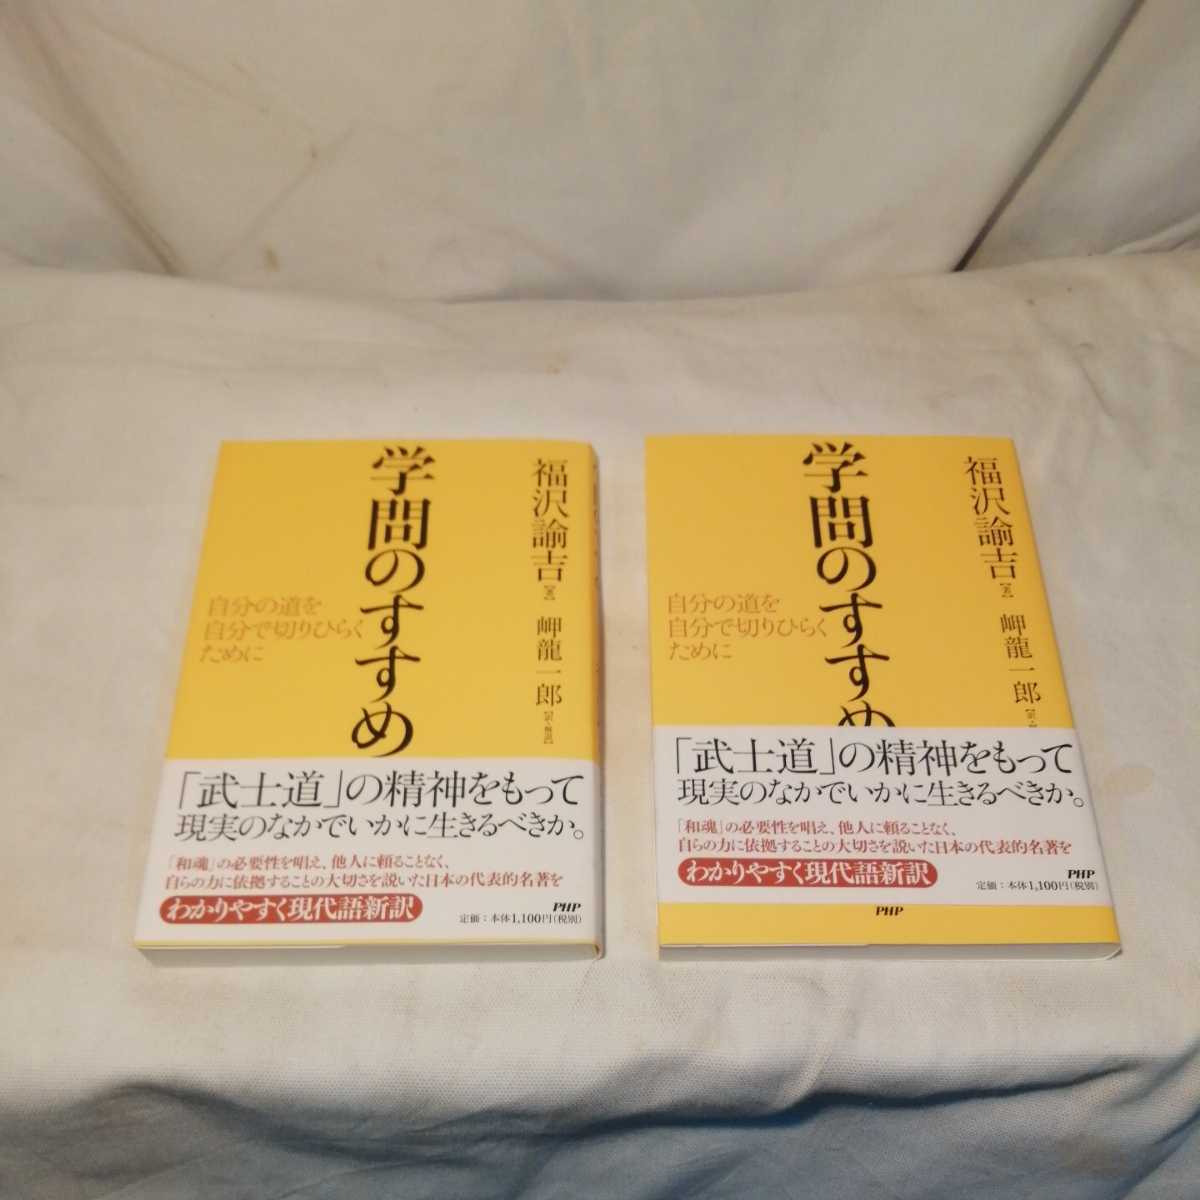 福沢諭吉【著】 岬龍一郎【訳・解説】
学問のすすめ
自分の道を
自分で切りひらく
ために
「武士道」の精神をもって
現実のなかでいかに生きるべきか。
「和魂」の必要性を唱え、他人に頼ることなく、
自らの力に依拠することの大切さを説いた日本の代表的名著を
わかりやすく現代語新訳
PHP
定価：本体1,100円（税別）
福沢諭吉【著】 岬龍一郎【訳・
学問のすすめ
自分の道を
自分で切りひらく
ために
「武士道」の精神をもって
現実のなかでいかに生きるべきか。
「和魂」の必要性を唱え、他人に頼ることなく、
自らの力に依拠することの大切さを説いた日本の代表的名著を
わかりやすく現代語新訳
PHP
定価：本体1,100円（税別）
PHP